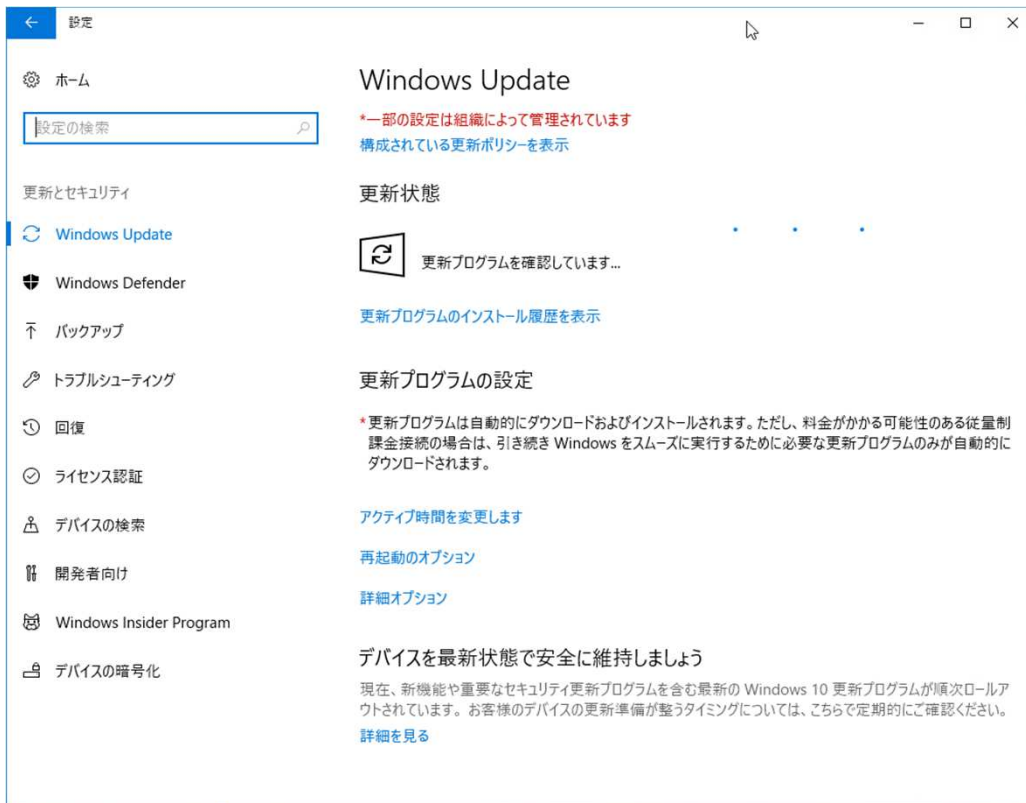 設定
ホーム
設定の検索
更新とセキュリティ
Windows Update
Windows Defender
バックアップ
トラブルシューティング
回復
ライセンス認証
デバイスの検索
開発者向け
Windows Insider Program
デバイスの暗号化
Windows Update
*一部の設定は組織によって管理されています
構成されている更新ポリシーを表示
更新状態
更新プログラムを確認しています...
更新プログラムのインストール履歴を表示
更新プログラムの設定
*更新プログラムは自動的にダウンロードおよびインストールされます。ただし、料金がかかる可能性のある従量制
課金接続の場合は、引き続き Windows をスムーズに実行するために必要な更新プログラムのみが自動的に
ダウンロードされます。
アクティブ時間を変更します
再起動のオプション
詳細オプション
デバイスを最新状態で安全に維持しましょう
現在、新機能や重要なセキュリティ更新プログラムを含む最新の Windows 10 更新プログラムが順次ロールア
ウトされています。お客様のデバイスの更新準備が整うタイミングについては、こちらで定期的にご確認ください。
詳細を見る